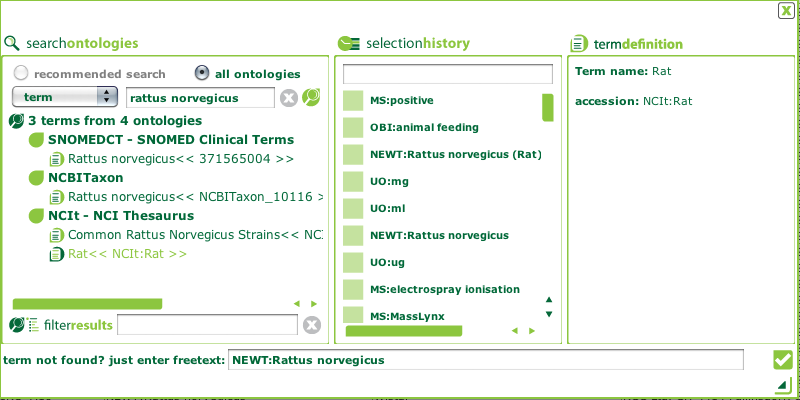 searchontologies
recommended search
all ontologies
term
rattus norvegicus
3 terms from 4 ontologies
SNOMEDCT - SNOMED Clinical Terms
Rattus norvegicus<< 371565004 >>
NCBITaxon
Rattus norvegicus<< NCBITaxon_10116 >
NCIt - NCI Thesaurus
Common Rattus Norvegicus Strains<< NCI
Rat<< NCIt:Rat >>
filterresults
selectionhistory
MS:positive
OBI:animal feeding
NEWT:Rattus norvegicus (Rat)
UO:mg
UO:ml
NEWT:Rattus norvegicus
UO:ug
MS:electrospray ionisation
MS:MassLynx
termdefinition
Term name: Rat
accession: NCIt:Rat
term not found? just enter freetext: NEWT:Rattus norvegicus